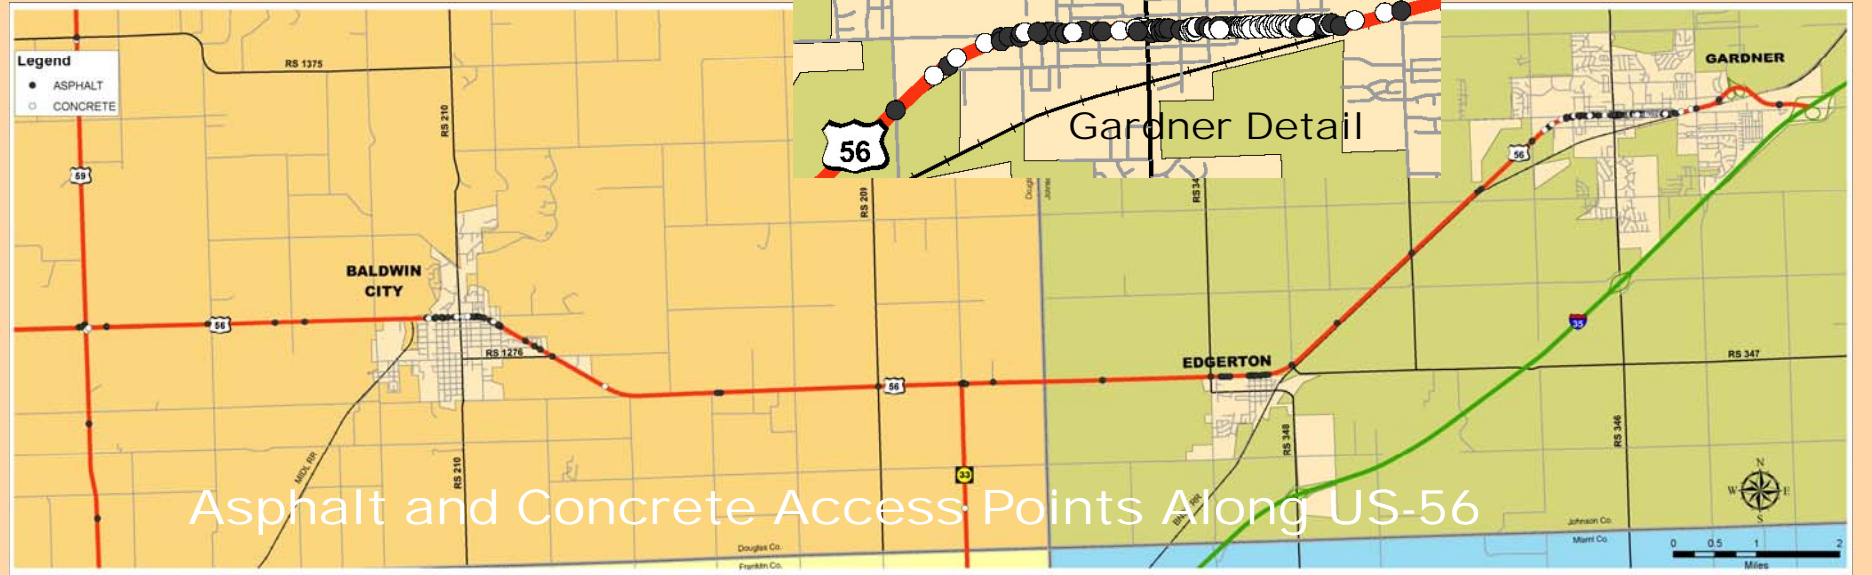 Legend
ASPHALT
CONCRETE
RS 1375
RS 210
59
56
Gardner Detail
GARDNER
56
RS 209
Johns
BALDWIN
CITY
56
RS 1276
56
EDGERTON
35
RS 347
MIDL RR
RS 210
33
RS 348
RS 346
Asphalt and Concrete Access Points Along US-56
N
W
E
S
Douglas Co.
Franklin Co.
Johnson Co.
Miami Co.
0 0.5 1 2
Miles